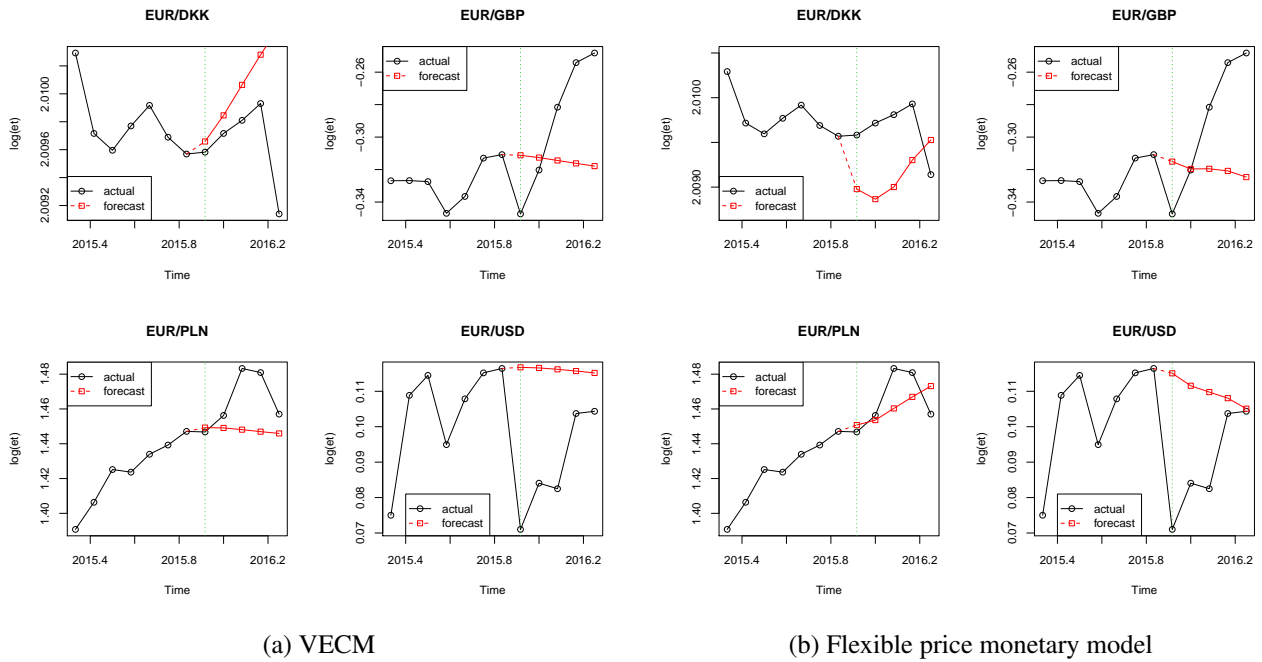 EUR/DKK
log(et)
2.0092
2.0096
2.0100
actual
forecast
2015.4
2015.8
2016.2
Time
EUR/GBP
log(et)
−0.34
−0.30
−0.26
actual
forecast
2015.4
2015.8
2016.2
Time
EUR/DKK
log(et)
2.0090
2.0100
actual
forecast
2015.4
2015.8
2016.2
Time
EUR/GBP
log(et)
−0.34
−0.30
−0.26
actual
forecast
2015.4
2015.8
2016.2
Time
EUR/PLN
log(et)
1.40
1.42
1.44
1.46
1.48
actual
forecast
2015.4
2015.8
2016.2
Time
EUR/USD
log(et)
0.07
0.08
0.09
0.10
0.11
actual
forecast
2015.4
2015.8
2016.2
Time
EUR/PLN
log(et)
1.40
1.42
1.44
1.46
1.48
actual
forecast
2015.4
2015.8
2016.2
Time
EUR/USD
log(et)
0.07
0.08
0.09
0.10
0.11
actual
forecast
2015.4
2015.8
2016.2
Time
(a) VECM
(b) Flexible price monetary model